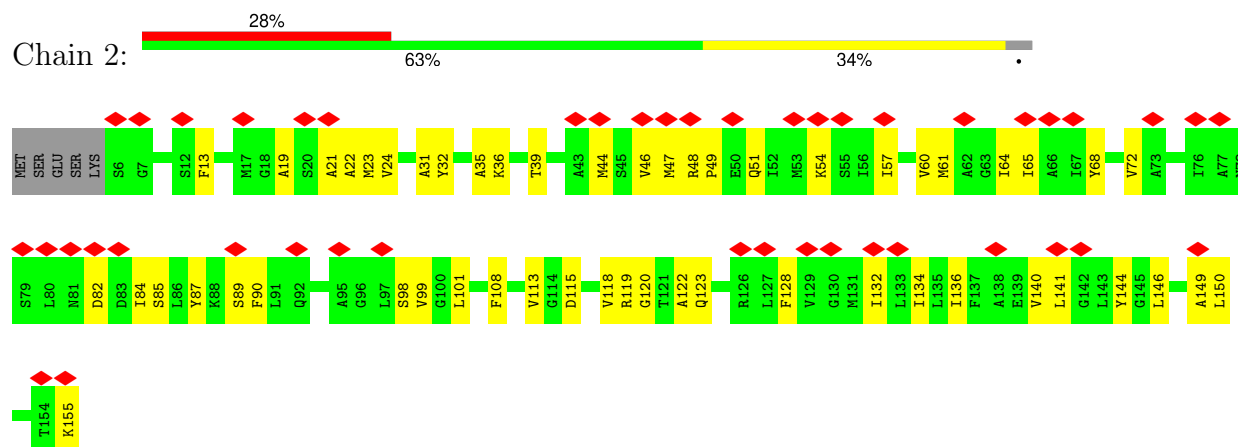 28%
Chain 2:
63% 34% •
MET SER GLU SER LYS S6 G7 S12 F13 M17 G18 A19 S20 A21 A22 M23 V24 A31 Y32 A35 K36 T39 A43 M44 S45 V46 M47 R48 P49 E50 Q51 I52 M53 K54 S55 I56 I57 V60 M61 A62 G63 I64 I65 A66 I67 Y68 V72 A73 I76 A77
S79 L80 N81 D82 D83 I84 S85 L86 Y87 K88 S89 F90 L91 Q92 A95 G96 L97 S98 V99 G100 L101 F108 V113 G114 D115 V118 R119 G120 T121 A122 Q123 R126 L127 F128 V129 G130 M131 I132 L133 I134 L135 I136 F137 A138 E139 V140 L141 G142 L143 Y144 G145 L146 A149 L150
T154 K155